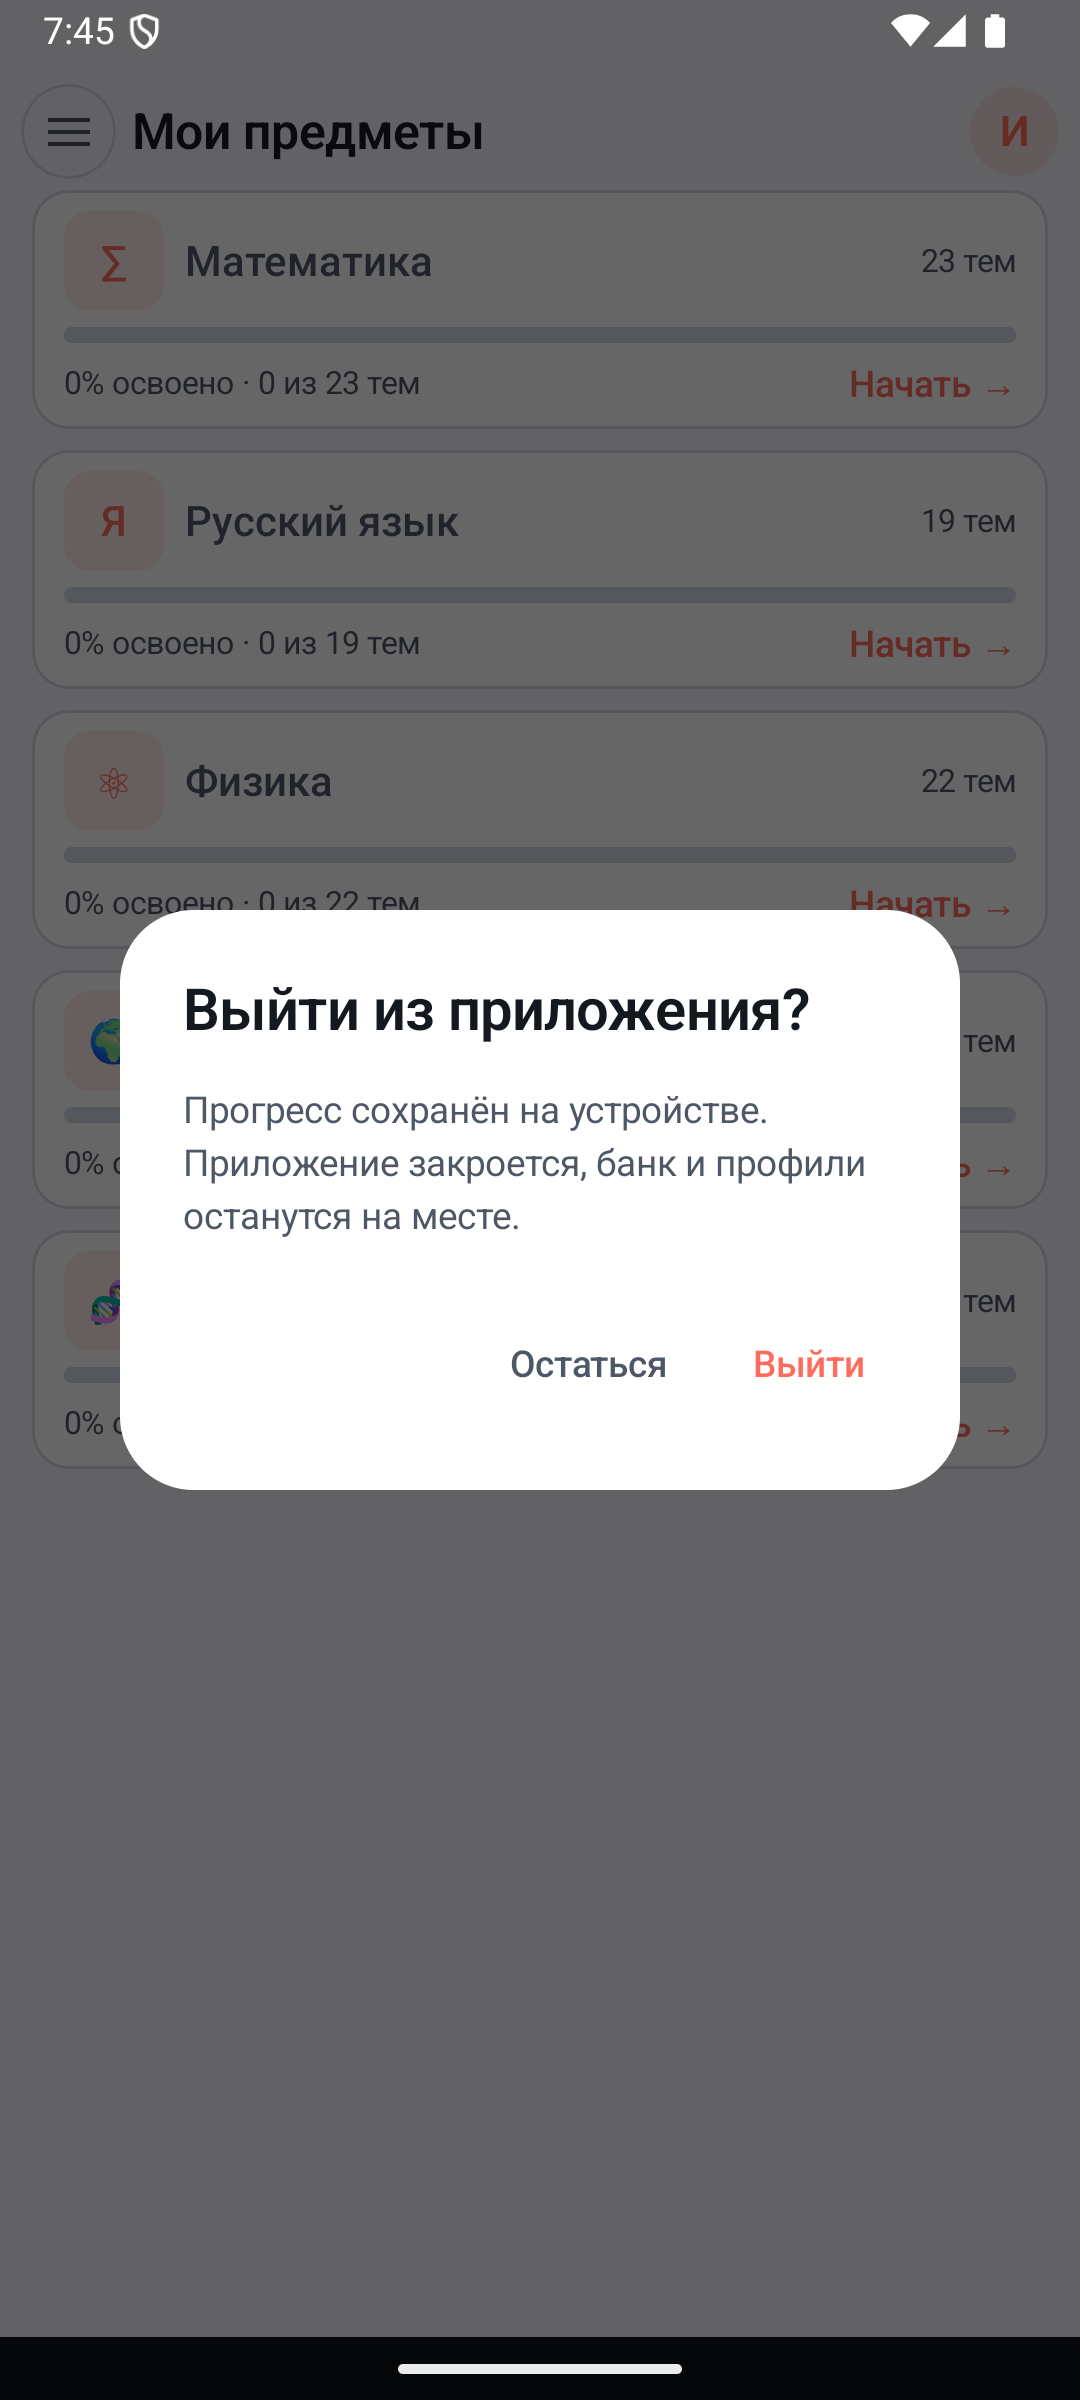 7:45
Мои предметы
И
Σ Математика 23 тем
0% освоено · 0 из 23 тем Начать →
Я Русский язык 19 тем
0% освоено · 0 из 19 тем Начать →
Физика 22 тем
0% освоено · 0 из 22 тем Начать →
Выйти из приложения?
тем
Прогресс сохранён на устройстве.
Приложение закроется, банк и профили
0% →
останутся на месте.
тем
Остаться Выйти
0% →